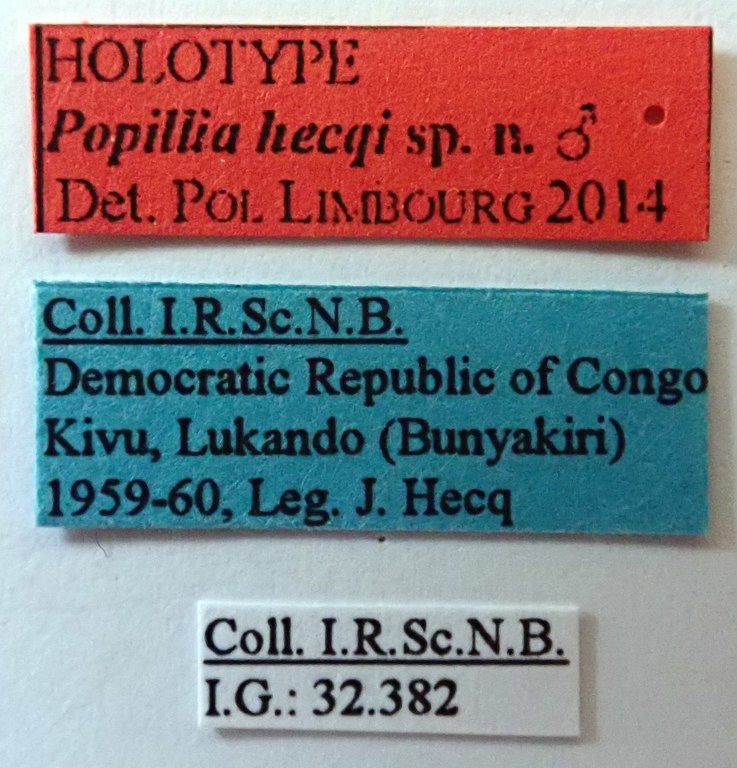 HOLOTYPE
Popillia hecqi sp. n. ♂
Det. POL LIMBOURG 2014
Coll. I.R.Sc.N.B.
Democratic Republic of Congo
Kivu, Lukando (Bunyakiri)
1959-60, Leg. J. Hecq
Coll. I.R.Sc.N.B.
I.G.: 32.382